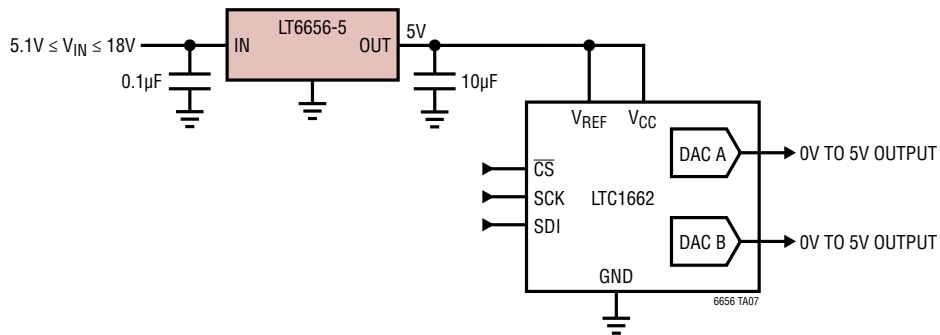 LT6656-5
5.1V ≤ VIN ≤ 18V
IN
OUT
5V
0.1µF
10µF
VREF
VCC
DAC A
0V TO 5V OUTPUT
CS
SCK
LTC1662
SDI
DAC B
0V TO 5V OUTPUT
GND
6656 TA07